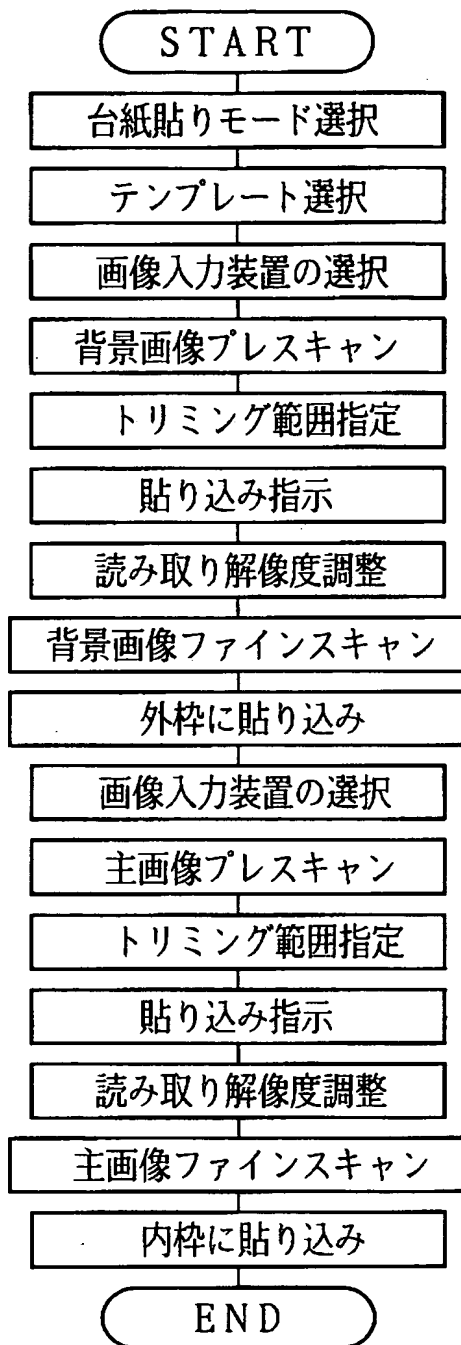 START
台紙貼りモード選択
テンプレート選択
画像入力装置の選択
背景画像プレスキャン
トリミング範囲指定
貼り込み指示
読み取り解像度調整
背景画像ファインスキャン
外枠に貼り込み
画像入力装置の選択
主画像プレスキャン
トリミング範囲指定
貼り込み指示
読み取り解像度調整
主画像ファインスキャン
内枠に貼り込み
END